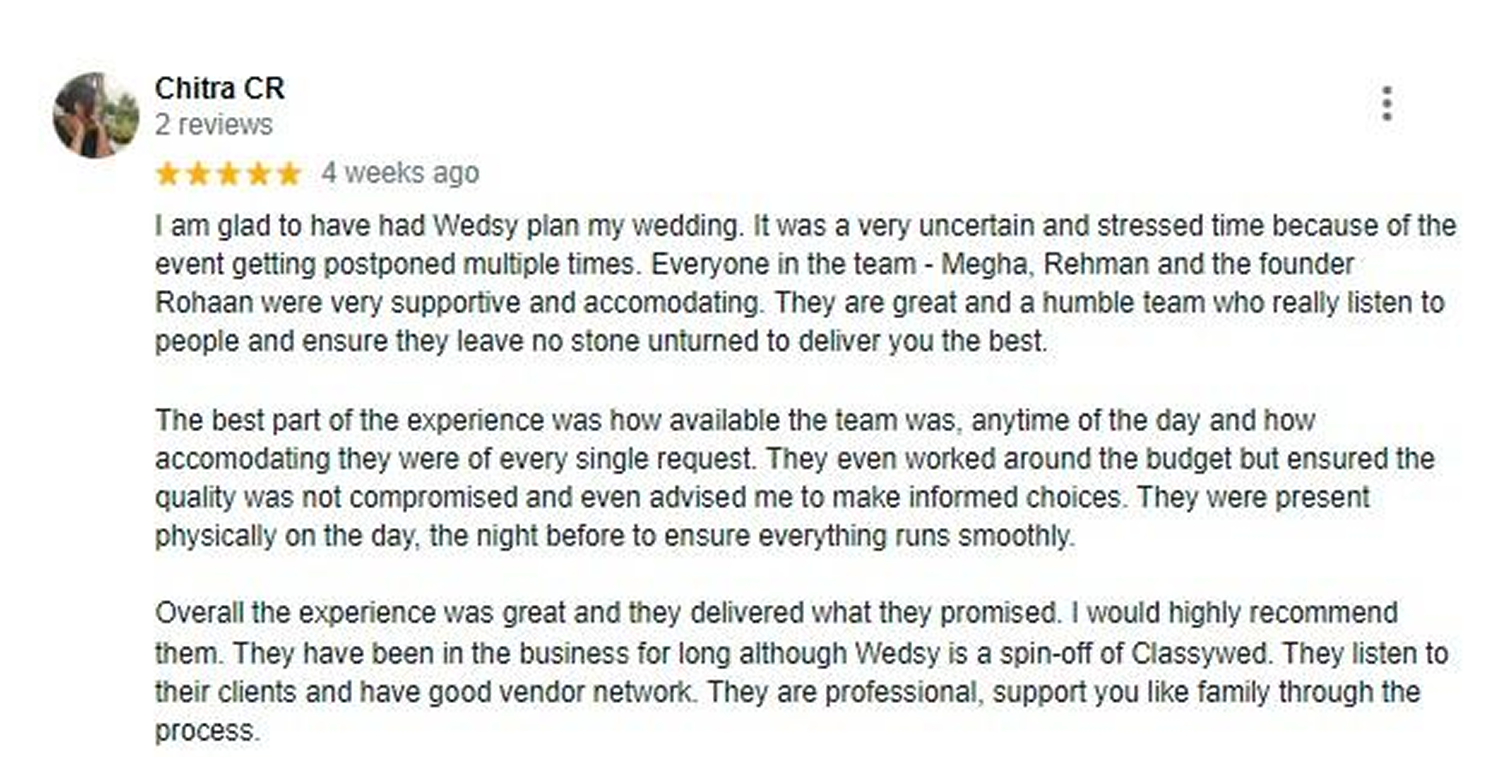 Chitra CR
2 reviews
4 weeks ago
I am glad to have had Wedsy plan my wedding. It was a very uncertain and stressed time because of the
event getting postponed multiple times. Everyone in the team - Megha, Rehman and the founder
Rohaan were very supportive and accomodating. They are great and a humble team who really listen to
people and ensure they leave no stone unturned to deliver you the best.
The best part of the experience was how available the team was, anytime of the day and how
accomodating they were of every single request. They even worked around the budget but ensured the
quality was not compromised and even advised me to make informed choices. They were present
physically on the day, the night before to ensure everything runs smoothly.
Overall the experience was great and they delivered what they promised. I would highly recommend
them. They have been in the business for long although Wedsy is a spin-off of Classywed. They listen to
their clients and have good vendor network. They are professional, support you like family through the
process.